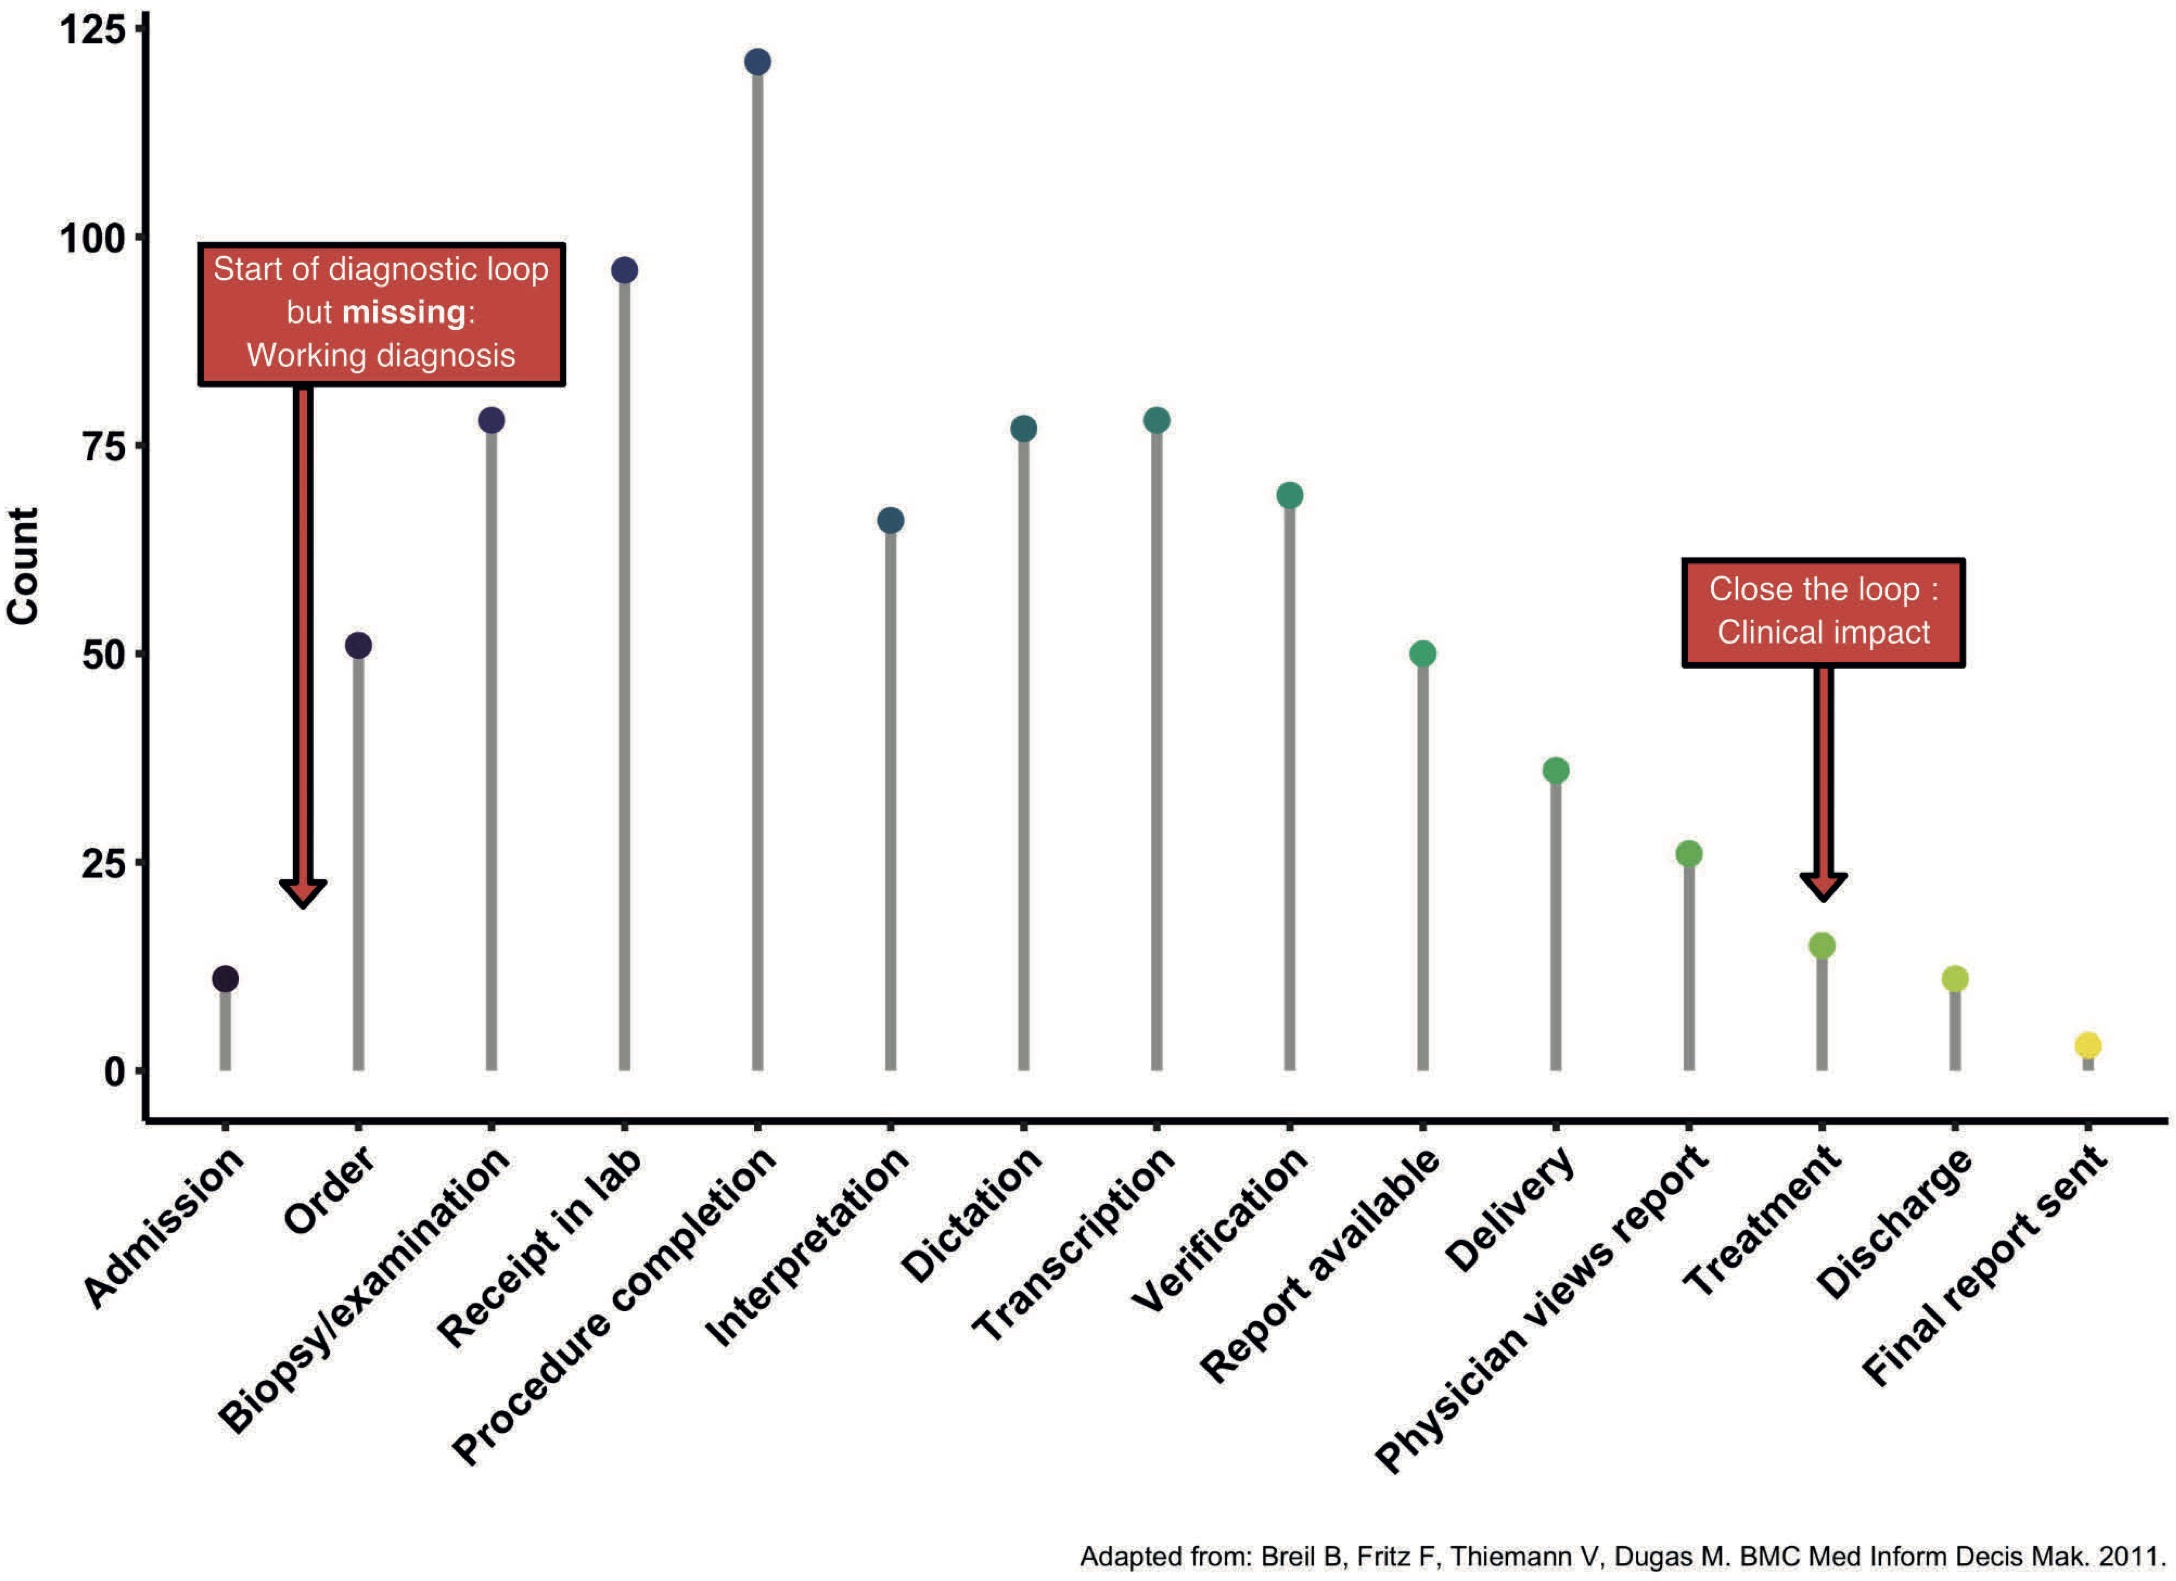 125
100
75
50
25
0
Count
Start of diagnostic loop
but missing:
Working diagnosis
Close the loop :
Clinical impact
Admission
Order
Biopsy/examination
Receipt in lab
Procedure completion
Interpretation
Dictation
Transcription
Verification
Report available
Delivery
Physician views report
Treatment
Discharge
Final report sent
Adapted from: Breil B, Fritz F, Thiemann V, Dugas M. BMC Med Inform Decis Mak. 2011.